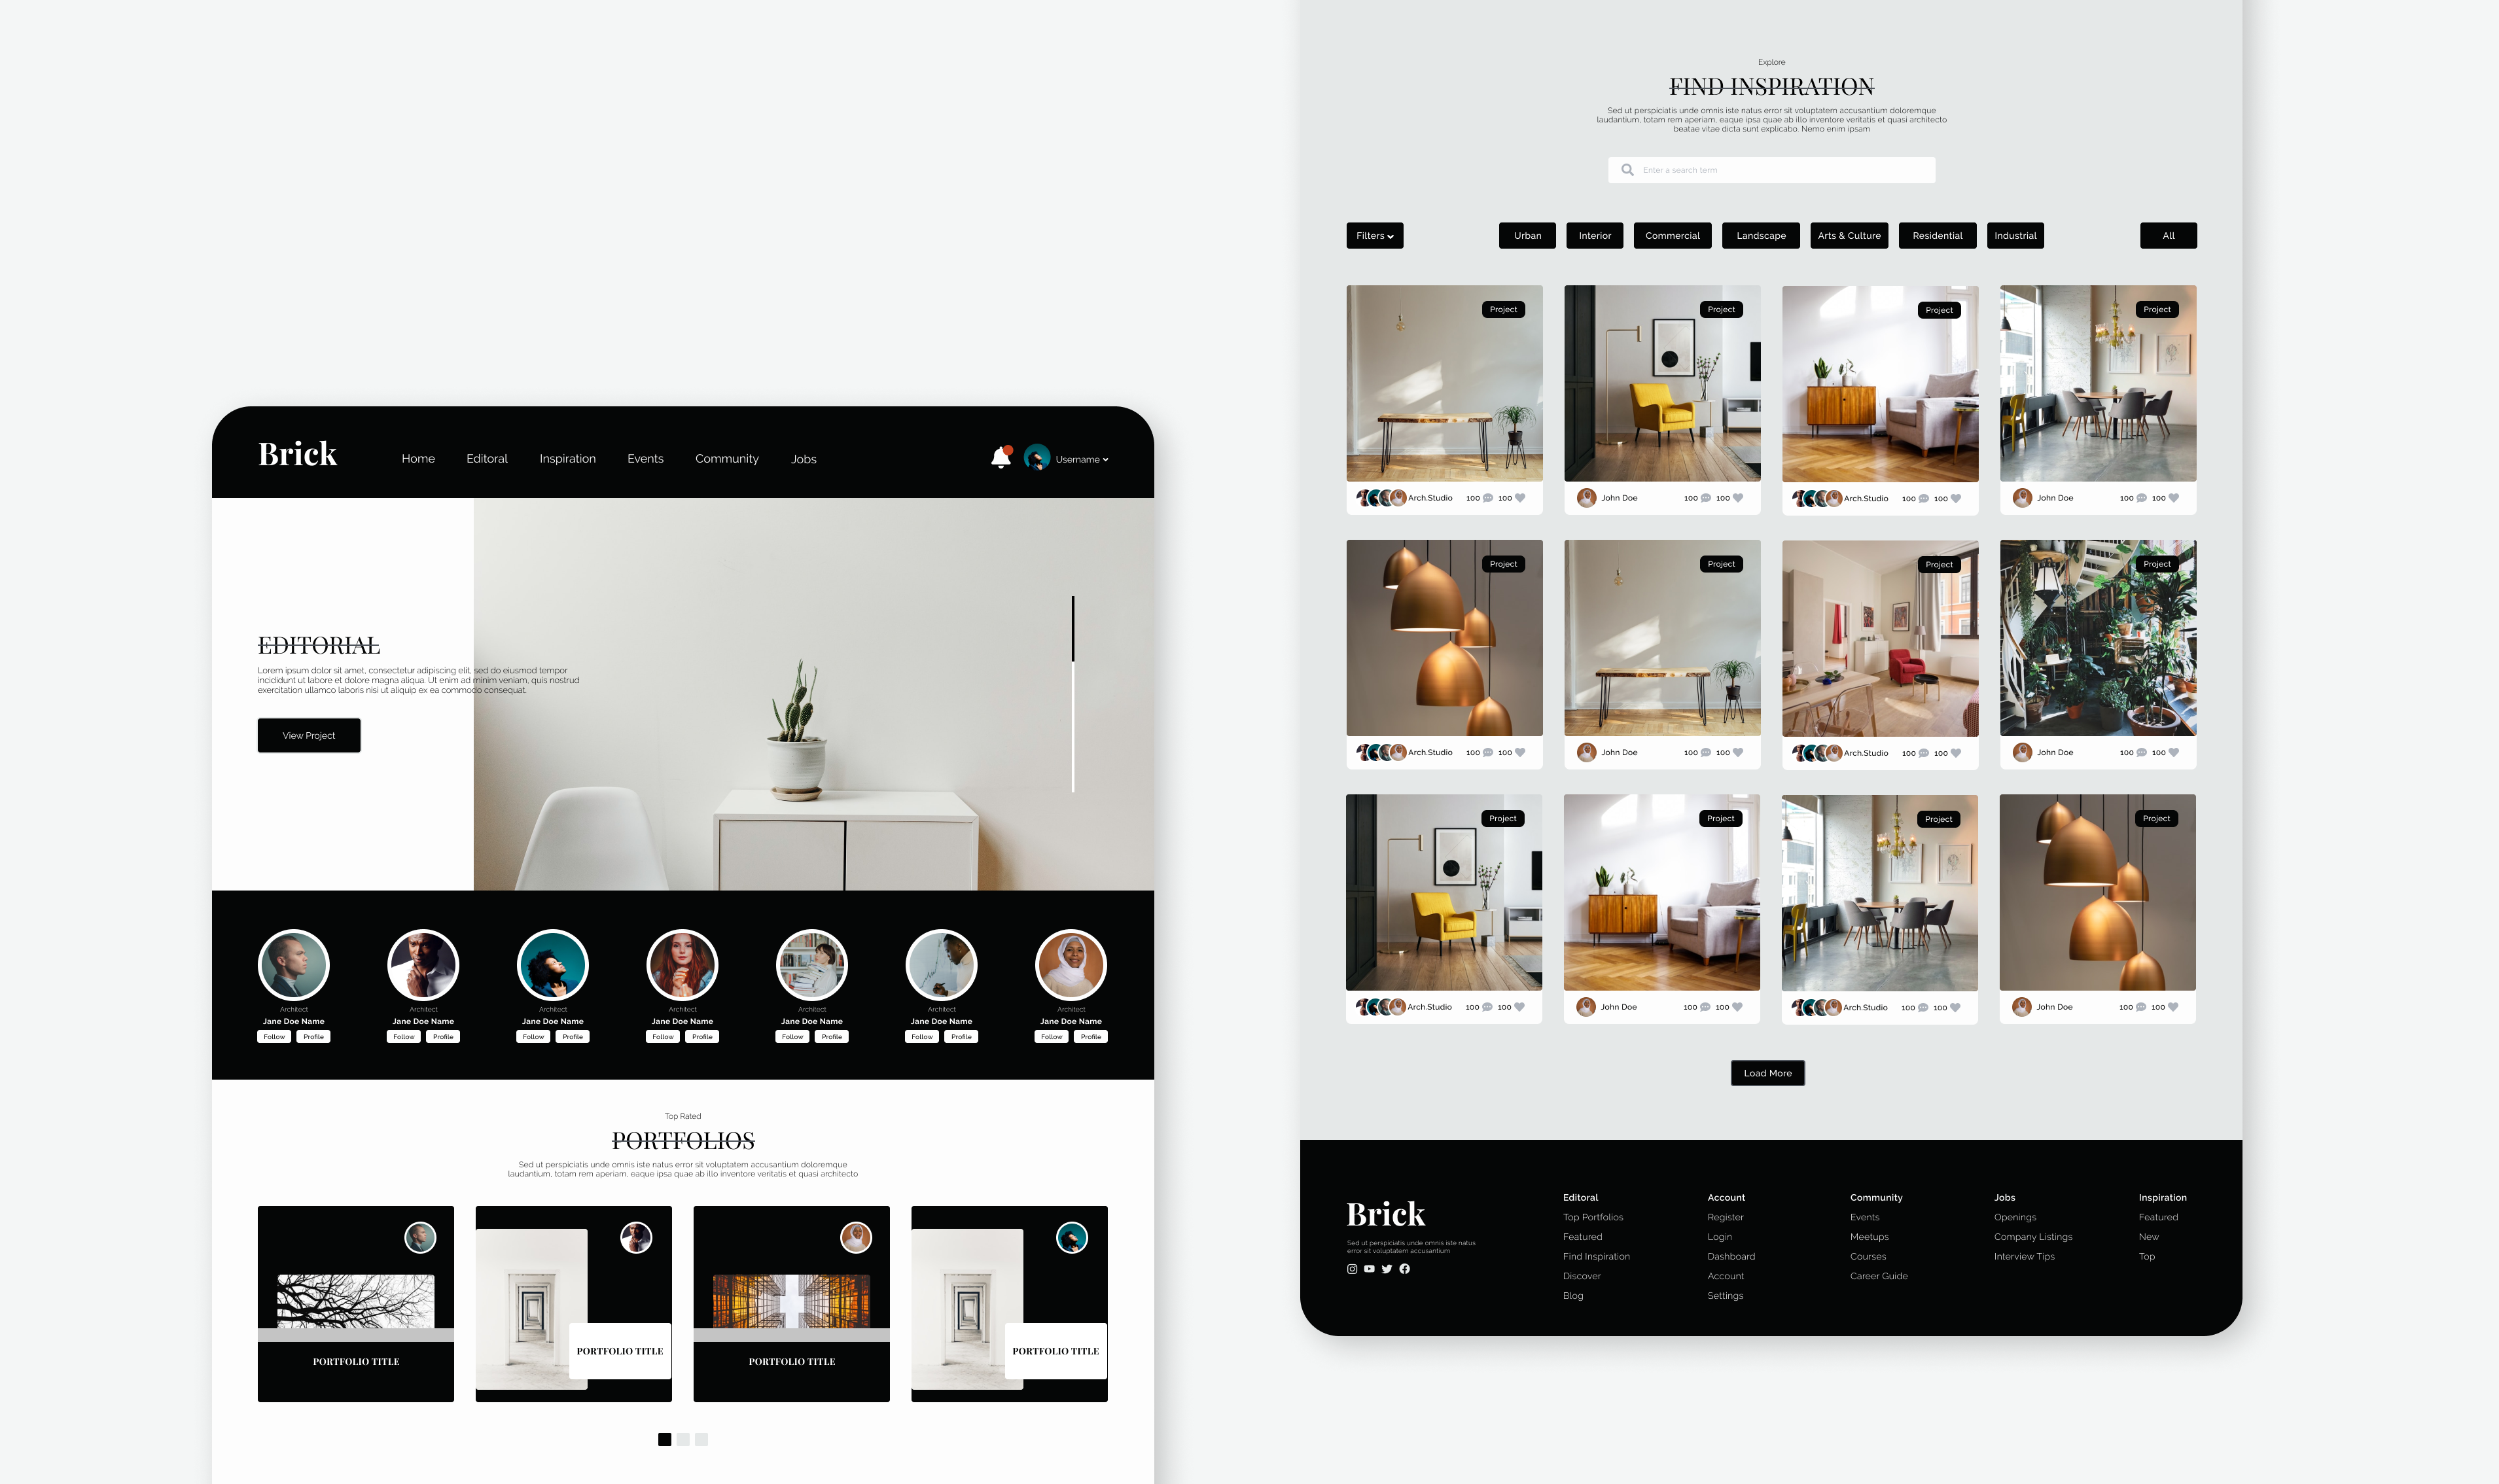 Brick
Home Editoral Inspiration Events Community Jobs
Username
EDITORIAL
Lorem ipsum dolor sit amet, consectetur adipiscing elit, sed do eiusmod tempor
incididunt ut labore et dolore magna aliqua. Ut enim ad minim veniam, quis nostrud
exercitation ullamco laboris nisi ut aliquip ex ea commodo consequat.
View Project
Architect Architect Architect Architect Architect Architect Architect
Jane Doe Name Jane Doe Name Jane Doe Name Jane Doe Name Jane Doe Name Jane Doe Name Jane Doe Name
Follow Profile Follow Profile Follow Profile Follow Profile Follow Profile Follow Profile Follow Profile
Top Rated
PORTFOLIOS
Sed ut perspiciatis unde omnis iste natus error sit voluptatem accusantium doloremque
laudantium, totam rem aperiam, eaque ipsa quae ab illo inventore veritatis et quasi architecto
PORTFOLIO TITLE PORTFOLIO TITLE PORTFOLIO TITLE PORTFOLIO TITLE
Explore
FIND INSPIRATION
Sed ut perspiciatis unde omnis iste natus error sit voluptatem accusantium doloremque
laudantium, totam rem aperiam, eaque ipsa quae ab illo inventore veritatis et quasi architecto
beatae vitae dicta sunt explicabo. Nemo enim ipsam
Enter a search term
Filters Urban Interior Commercial Landscape Arts & Culture Residential Industrial All
Project Project Project Project
Arch.Studio 100 100 John Doe 100 100 Arch.Studio 100 100 John Doe 100 100
Project Project Project Project
Arch.Studio 100 100 John Doe 100 100 Arch.Studio 100 100 John Doe 100 100
Project Project Project Project
Arch.Studio 100 100 John Doe 100 100 Arch.Studio 100 100 John Doe 100 100
Load More
Brick
Sed ut perspiciatis unde omnis iste natus
error sit voluptatem accusantium
Editoral
Top Portfolios
Featured
Find Inspiration
Discover
Blog
Account
Register
Login
Dashboard
Account
Settings
Community
Events
Meetups
Courses
Career Guide
Jobs
Openings
Company Listings
Interview Tips
Inspiration
Featured
New
Top